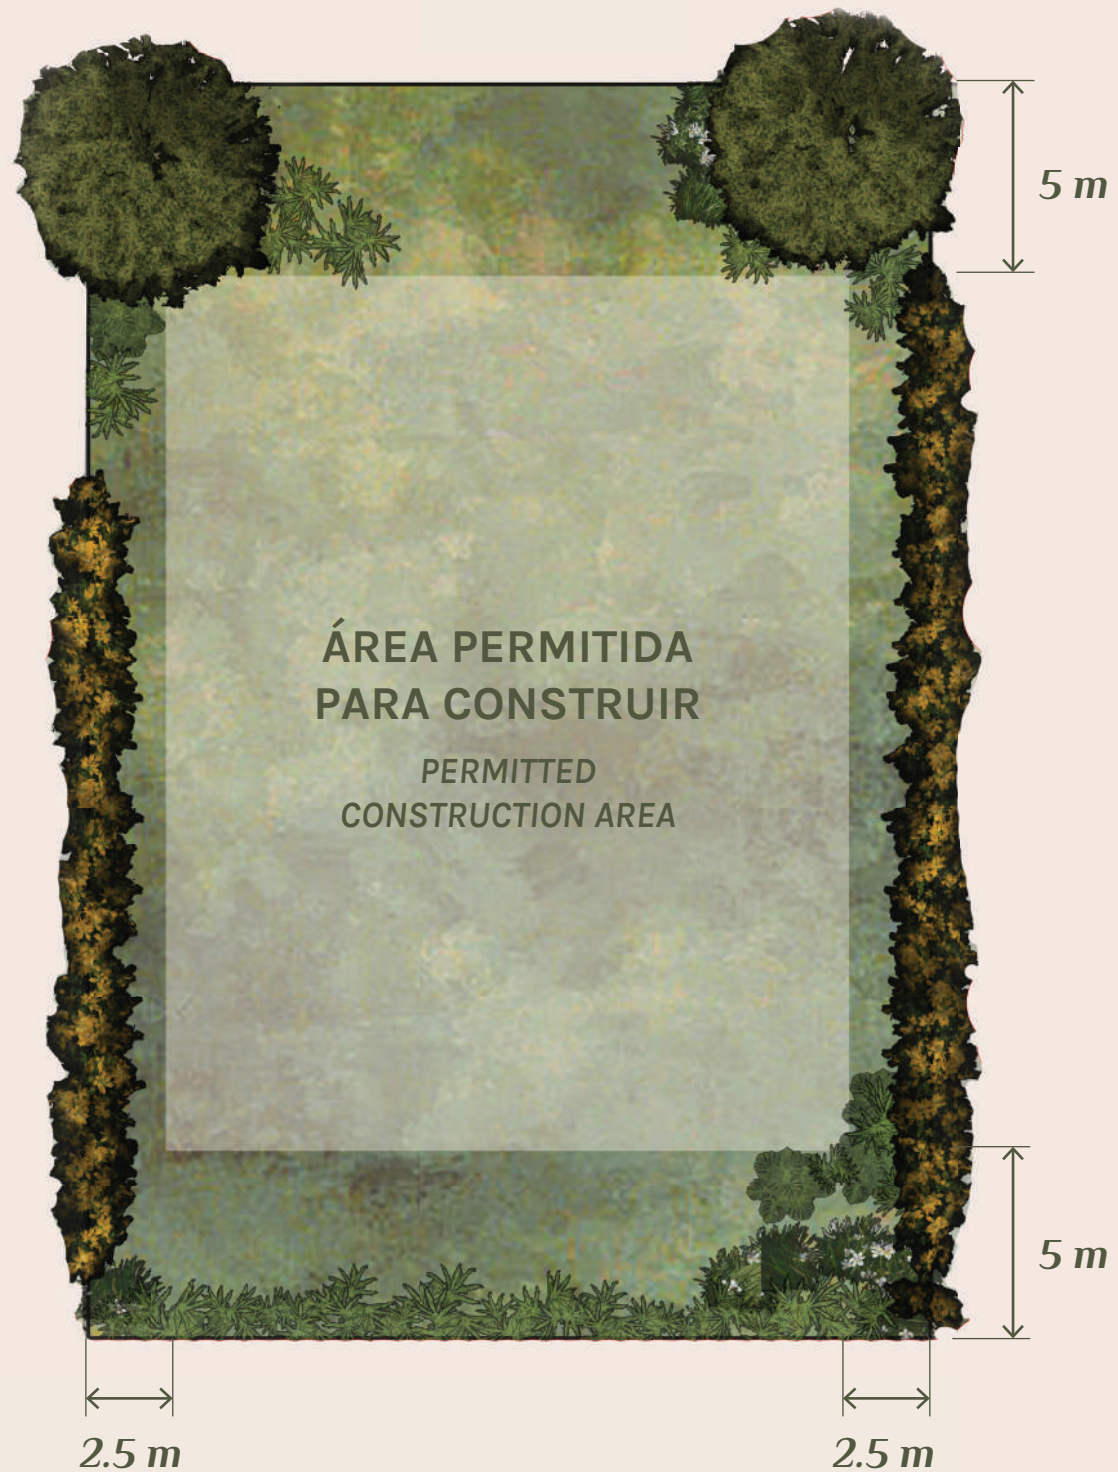 5 m
ÁREA PERMITIDA
PARA CONSTRUIR
PERMITTED
CONSTRUCTION AREA
5 m
2.5 m
2.5 m